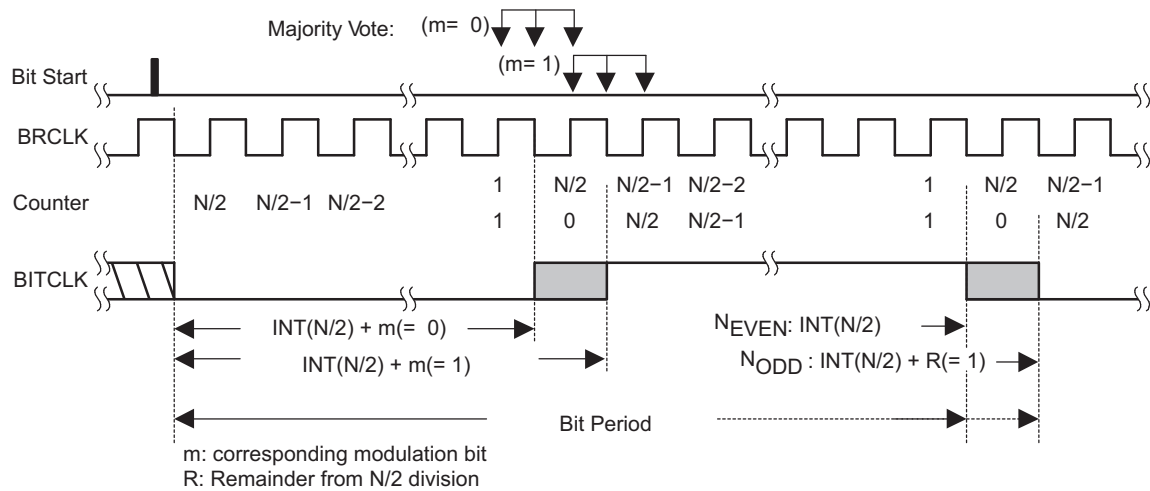 Majority Vote: (m= 0)
(m= 1)
Bit Start
BRCLK
Counter
N/2 N/2−1 N/2−2 1 N/2 N/2−1 N/2−2 1 N/2 N/2−1
1 0 N/2 N/2−1 1 0 N/2
BITCLK
INT(N/2) + m(= 0)
NEVEN: INT(N/2)
INT(N/2) + m(= 1)
NODD : INT(N/2) + R(= 1)
Bit Period
m: corresponding modulation bit
R: Remainder from N/2 division